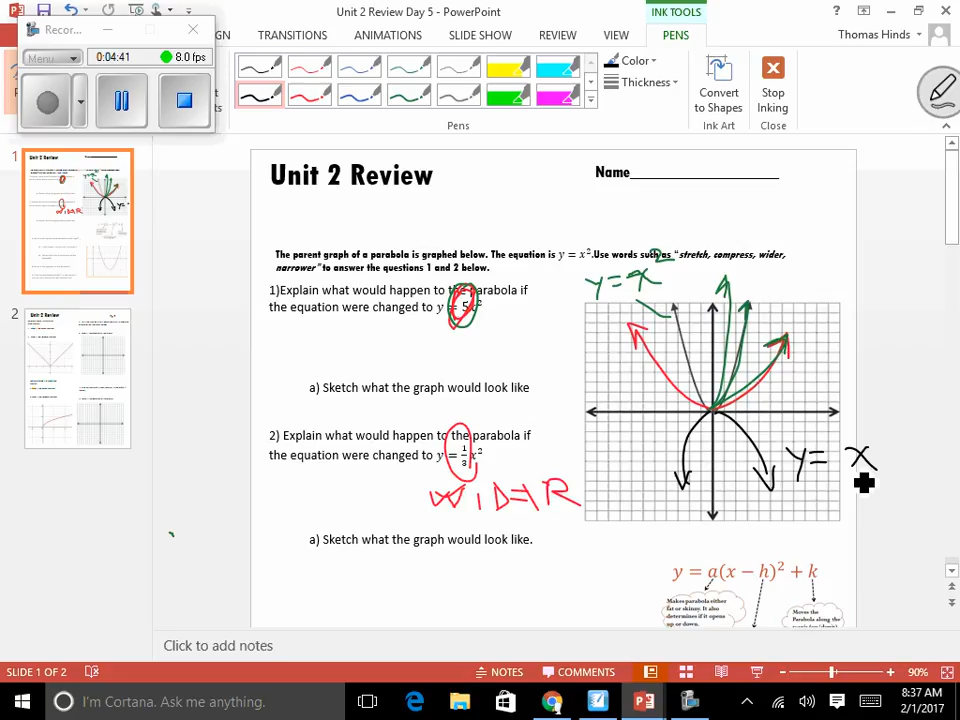 Unit 2 Review Day 5 - PowerPoint
INK TOOLS
Recor...
GN TRANSITIONS ANIMATIONS SLIDE SHOW REVIEW VIEW PENS
Thomas Hinds
Menu 0:04:41 8.0 fps
Color
Thickness
Convert to Shapes
Stop Inking
Pens
Ink Art
Close
1
2
Unit 2 Review
Name
The parent graph of a parabola is graphed below. The equation is y = x². Use words such as "stretch, compress, wider,
narrower" to answer the questions 1 and 2 below.
y = x²
1)Explain what would happen to the parabola if
the equation were changed to y = 5x²
a) Sketch what the graph would look like
2) Explain what would happen to the parabola if
the equation were changed to y = 1/3 x²
WIDER
y = x
a) Sketch what the graph would look like.
y = a(x − h)² + k
Makes parabola either
fat or skinny. It also
determines if it opens
up or down.
Moves the
Parabola along the
Click to add notes
SLIDE 1 OF 2 NOTES COMMENTS 90%
I'm Cortana. Ask me anything.
8:37 AM
2/1/2017